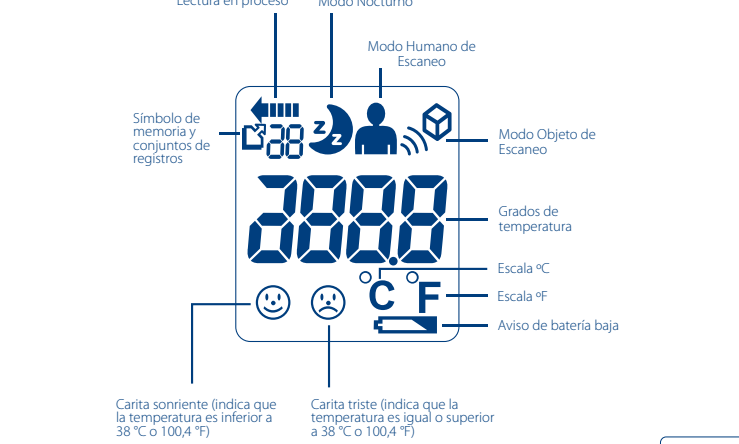 Lectura en proceso
Modo Nocturno
Modo Humano de
Escaneo
Símbolo de
memoria y
conjuntos de
registros
Modo Objeto de
Escaneo
Grados de
temperatura
Escala ºC
Escala ºF
Aviso de batería baja
z
z
88
888.8
°C
°F
Carita sonriente (indica que
la temperatura es inferior a
38 °C o 100,4 °F)
Carita triste (indica que la
temperatura es igual o superior
a 38 °C o 100,4 °F)